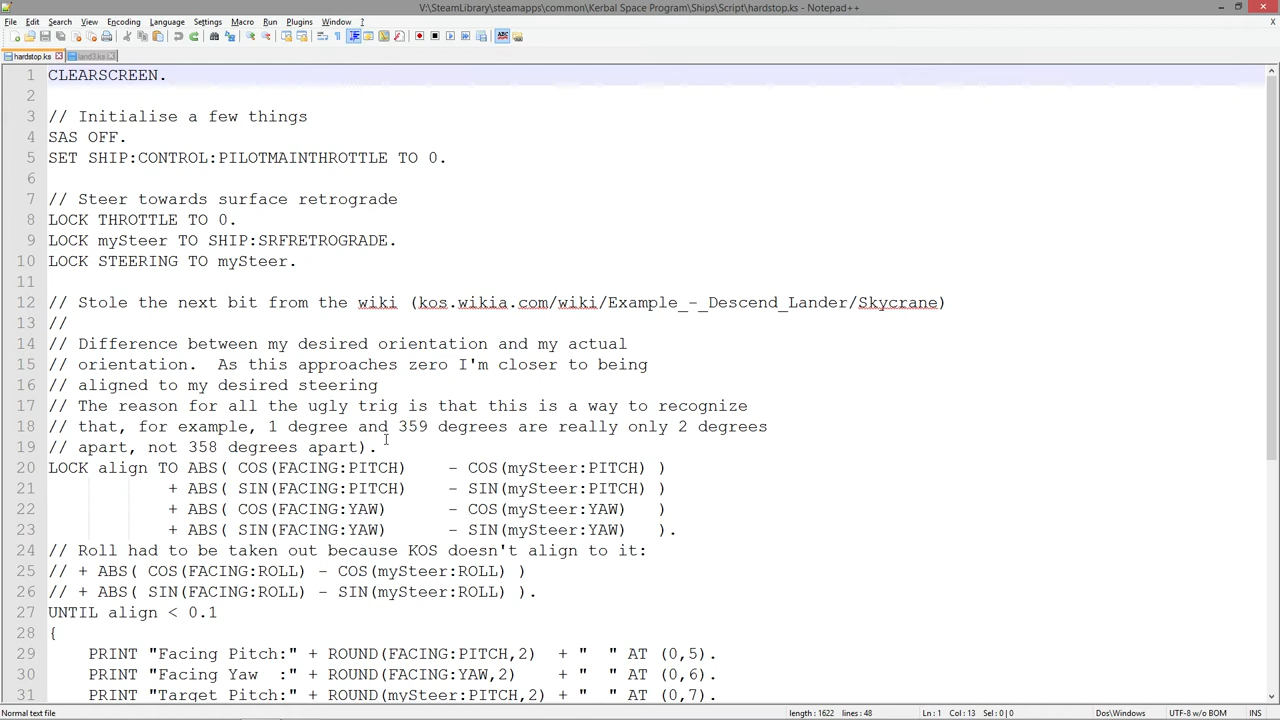 V:\SteamLibrary\steamapps\common\Kerbal Space Program\Ships\Script\hardstop.ks - Notepad++
File Edit Search View Encoding Language Settings Macro Run Plugins Window ?
X
hardstop.ks land3.ks
1 CLEARSCREEN.
2
3 // Initialise a few things
4 SAS OFF.
5 SET SHIP:CONTROL:PILOTMAINTHROTTLE TO 0.
6
7 // Steer towards surface retrograde
8 LOCK THROTTLE TO 0.
9 LOCK mySteer TO SHIP:SRFRETROGRADE.
10 LOCK STEERING TO mySteer.
11
12 // Stole the next bit from the wiki (kos.wikia.com/wiki/Example_-_Descend_Lander/Skycrane)
13 //
14 // Difference between my desired orientation and my actual
15 // orientation.  As this approaches zero I'm closer to being
16 // aligned to my desired steering
17 // The reason for all the ugly trig is that this is a way to recognize
18 // that, for example, 1 degree and 359 degrees are really only 2 degrees
19 // apart, not 358 degrees apart).
20 LOCK align TO ABS( COS(FACING:PITCH)    - COS(mySteer:PITCH) )
21             + ABS( SIN(FACING:PITCH)    - SIN(mySteer:PITCH) )
22             + ABS( COS(FACING:YAW)      - COS(mySteer:YAW)   )
23             + ABS( SIN(FACING:YAW)      - SIN(mySteer:YAW)   ).
24 // Roll had to be taken out because KOS doesn't align to it:
25 // + ABS( COS(FACING:ROLL) - COS(mySteer:ROLL) )
26 // + ABS( SIN(FACING:ROLL) - SIN(mySteer:ROLL) ).
27 UNTIL align < 0.1
28 {
29     PRINT "Facing Pitch:" + ROUND(FACING:PITCH,2)  + "  " AT (0,5).
30     PRINT "Facing Yaw  :" + ROUND(FACING:YAW,2)    + "  " AT (0,6).
31     PRINT "Target Pitch:" + ROUND(mySteer:PITCH,2) + "  " AT (0,7).
Normal text file length : 1622 lines : 48 Ln : 1 Col : 13 Sel : 0 | 0 Dos\Windows UTF-8 w/o BOM INS